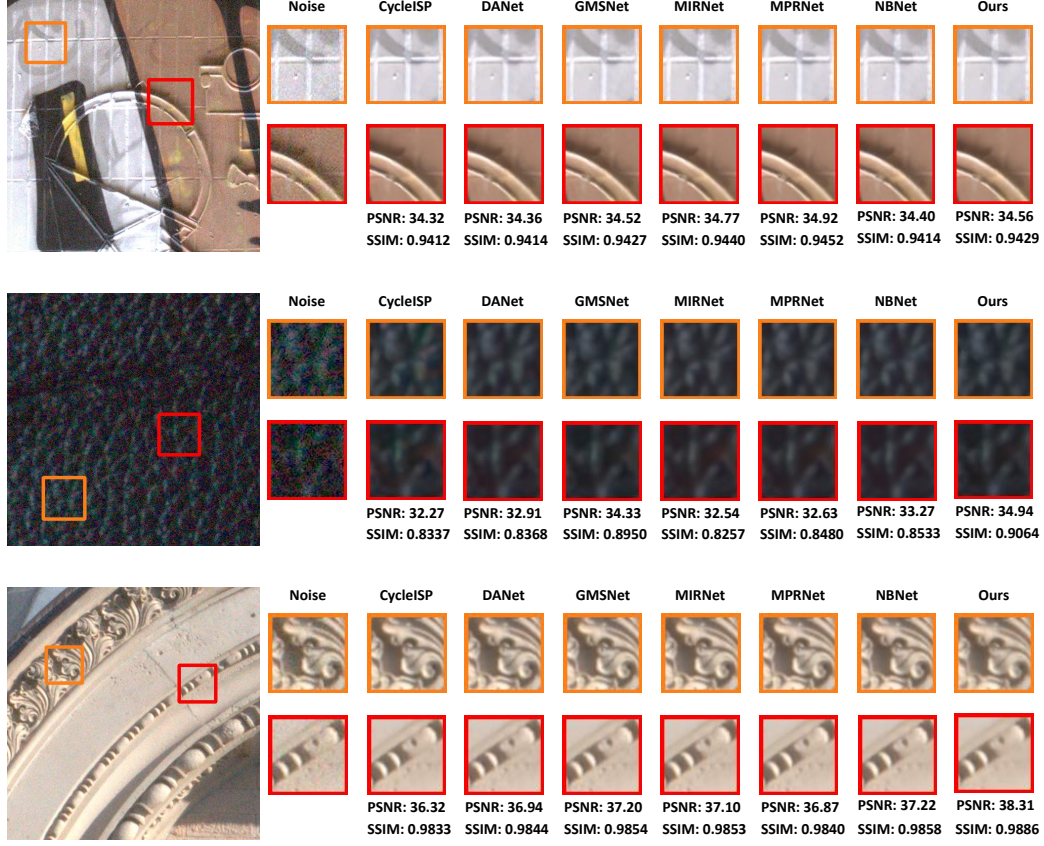 Noise CycleISP DANet GMSNet MIRNet MPRNet NBNet Ours
PSNR: 34.32 PSNR: 34.36 PSNR: 34.52 PSNR: 34.77 PSNR: 34.92 PSNR: 34.40 PSNR: 34.56
SSIM: 0.9412 SSIM: 0.9414 SSIM: 0.9427 SSIM: 0.9440 SSIM: 0.9452 SSIM: 0.9414 SSIM: 0.9429
Noise CycleISP DANet GMSNet MIRNet MPRNet NBNet Ours
PSNR: 32.27 PSNR: 32.91 PSNR: 34.33 PSNR: 32.54 PSNR: 32.63 PSNR: 33.27 PSNR: 34.94
SSIM: 0.8337 SSIM: 0.8368 SSIM: 0.8950 SSIM: 0.8257 SSIM: 0.8480 SSIM: 0.8533 SSIM: 0.9064
Noise CycleISP DANet GMSNet MIRNet MPRNet NBNet Ours
PSNR: 36.32 PSNR: 36.94 PSNR: 37.20 PSNR: 37.10 PSNR: 36.87 PSNR: 37.22 PSNR: 38.31
SSIM: 0.9833 SSIM: 0.9844 SSIM: 0.9854 SSIM: 0.9853 SSIM: 0.9840 SSIM: 0.9858 SSIM: 0.9886